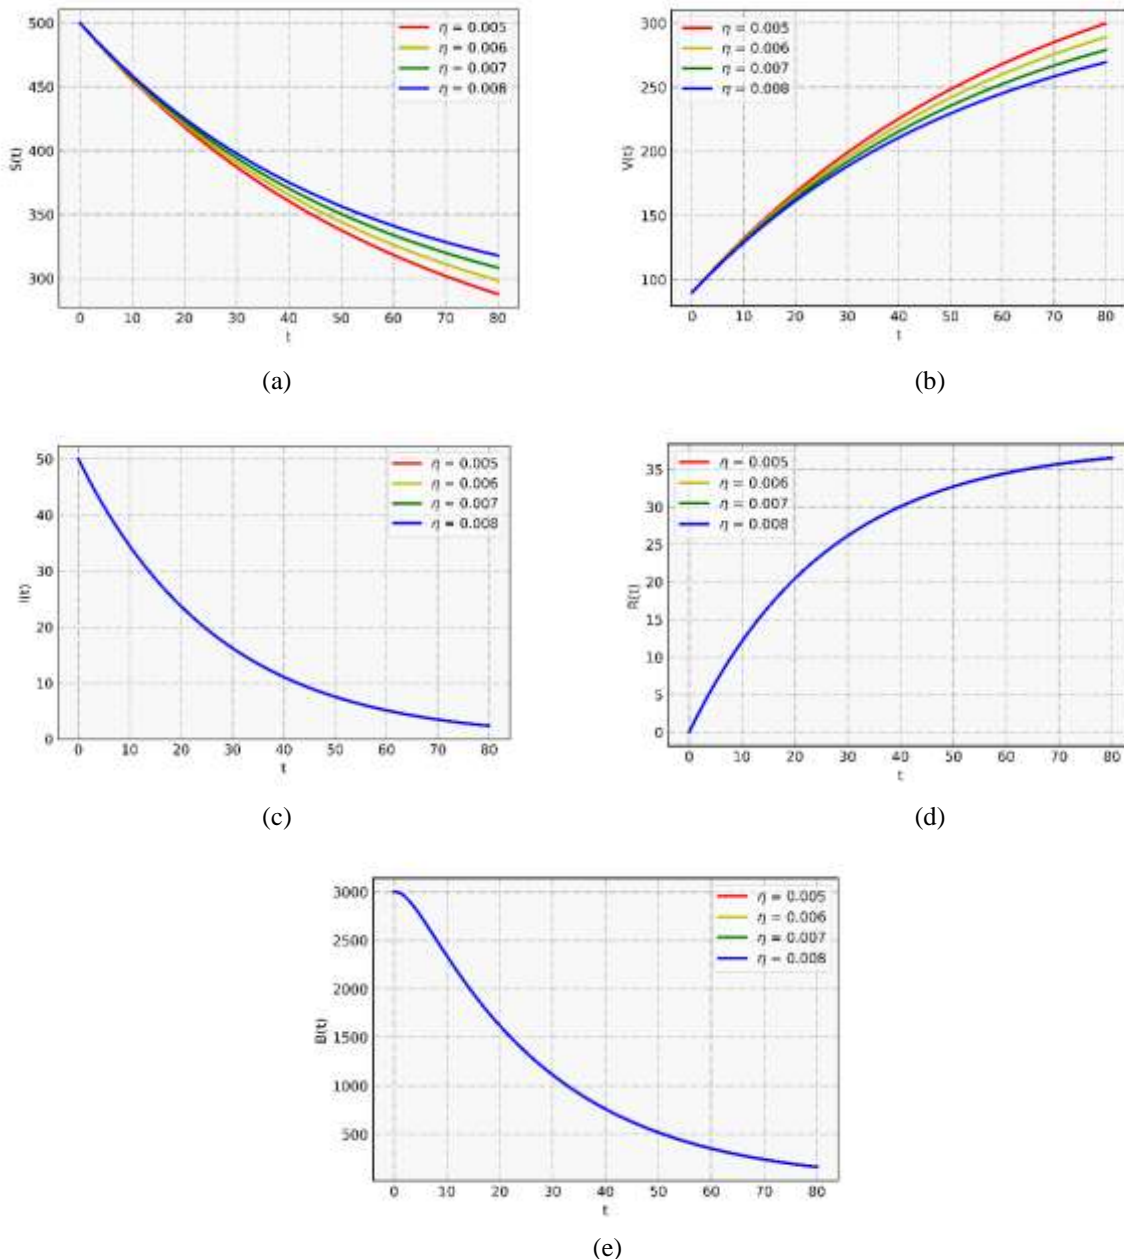 500
450
400
350
300
S(t)
η = 0.005
η = 0.006
η = 0.007
η = 0.008
0 10 20 30 40 50 60 70 80
t
(a)
300
250
200
150
100
V(t)
η = 0.005
η = 0.006
η = 0.007
η = 0.008
0 10 20 30 40 50 60 70 80
t
(b)
50
40
30
20
10
0
I(t)
η = 0.005
η = 0.006
η = 0.007
η = 0.008
0 10 20 30 40 50 60 70 80
t
(c)
35
30
25
20
15
10
5
0
R(t)
η = 0.005
η = 0.006
η = 0.007
η = 0.008
0 10 20 30 40 50 60 70 80
t
(d)
3000
2500
2000
1500
1000
500
B(t)
η = 0.005
η = 0.006
η = 0.007
η = 0.008
0 10 20 30 40 50 60 70 80
t
(e)